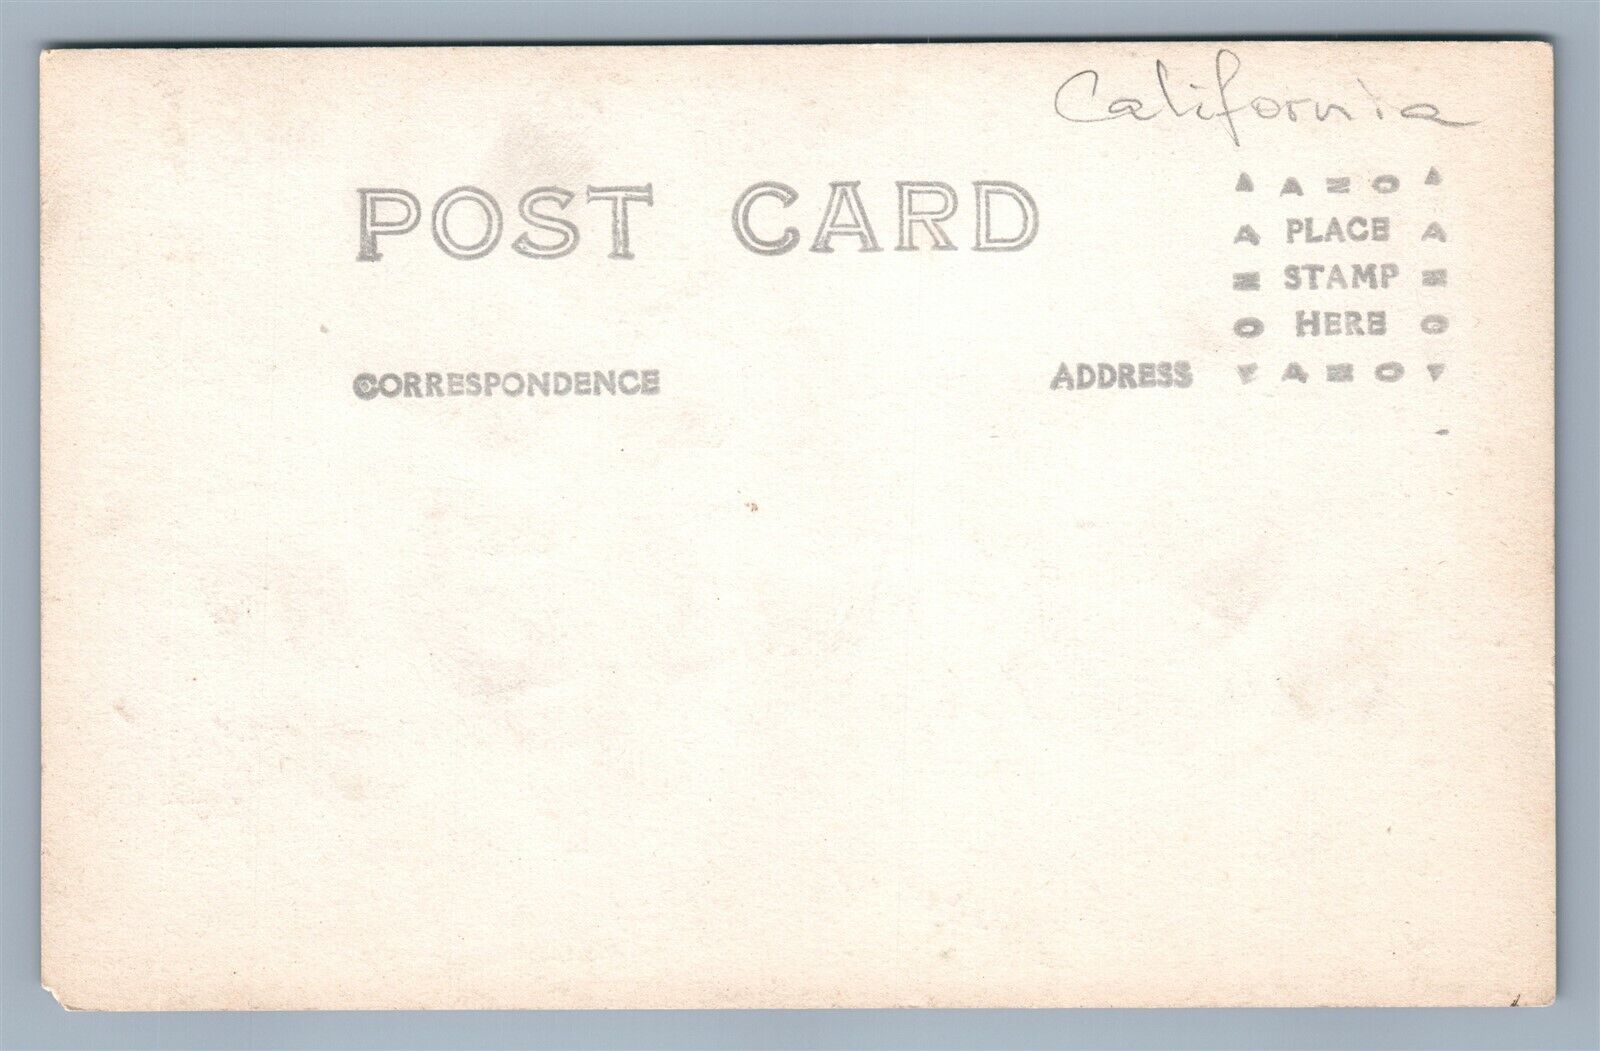 California
POST CARD
AZO
A PLACE A
Z STAMP Z
O HERE O
CORRESPONDENCE ADDRESS AZO